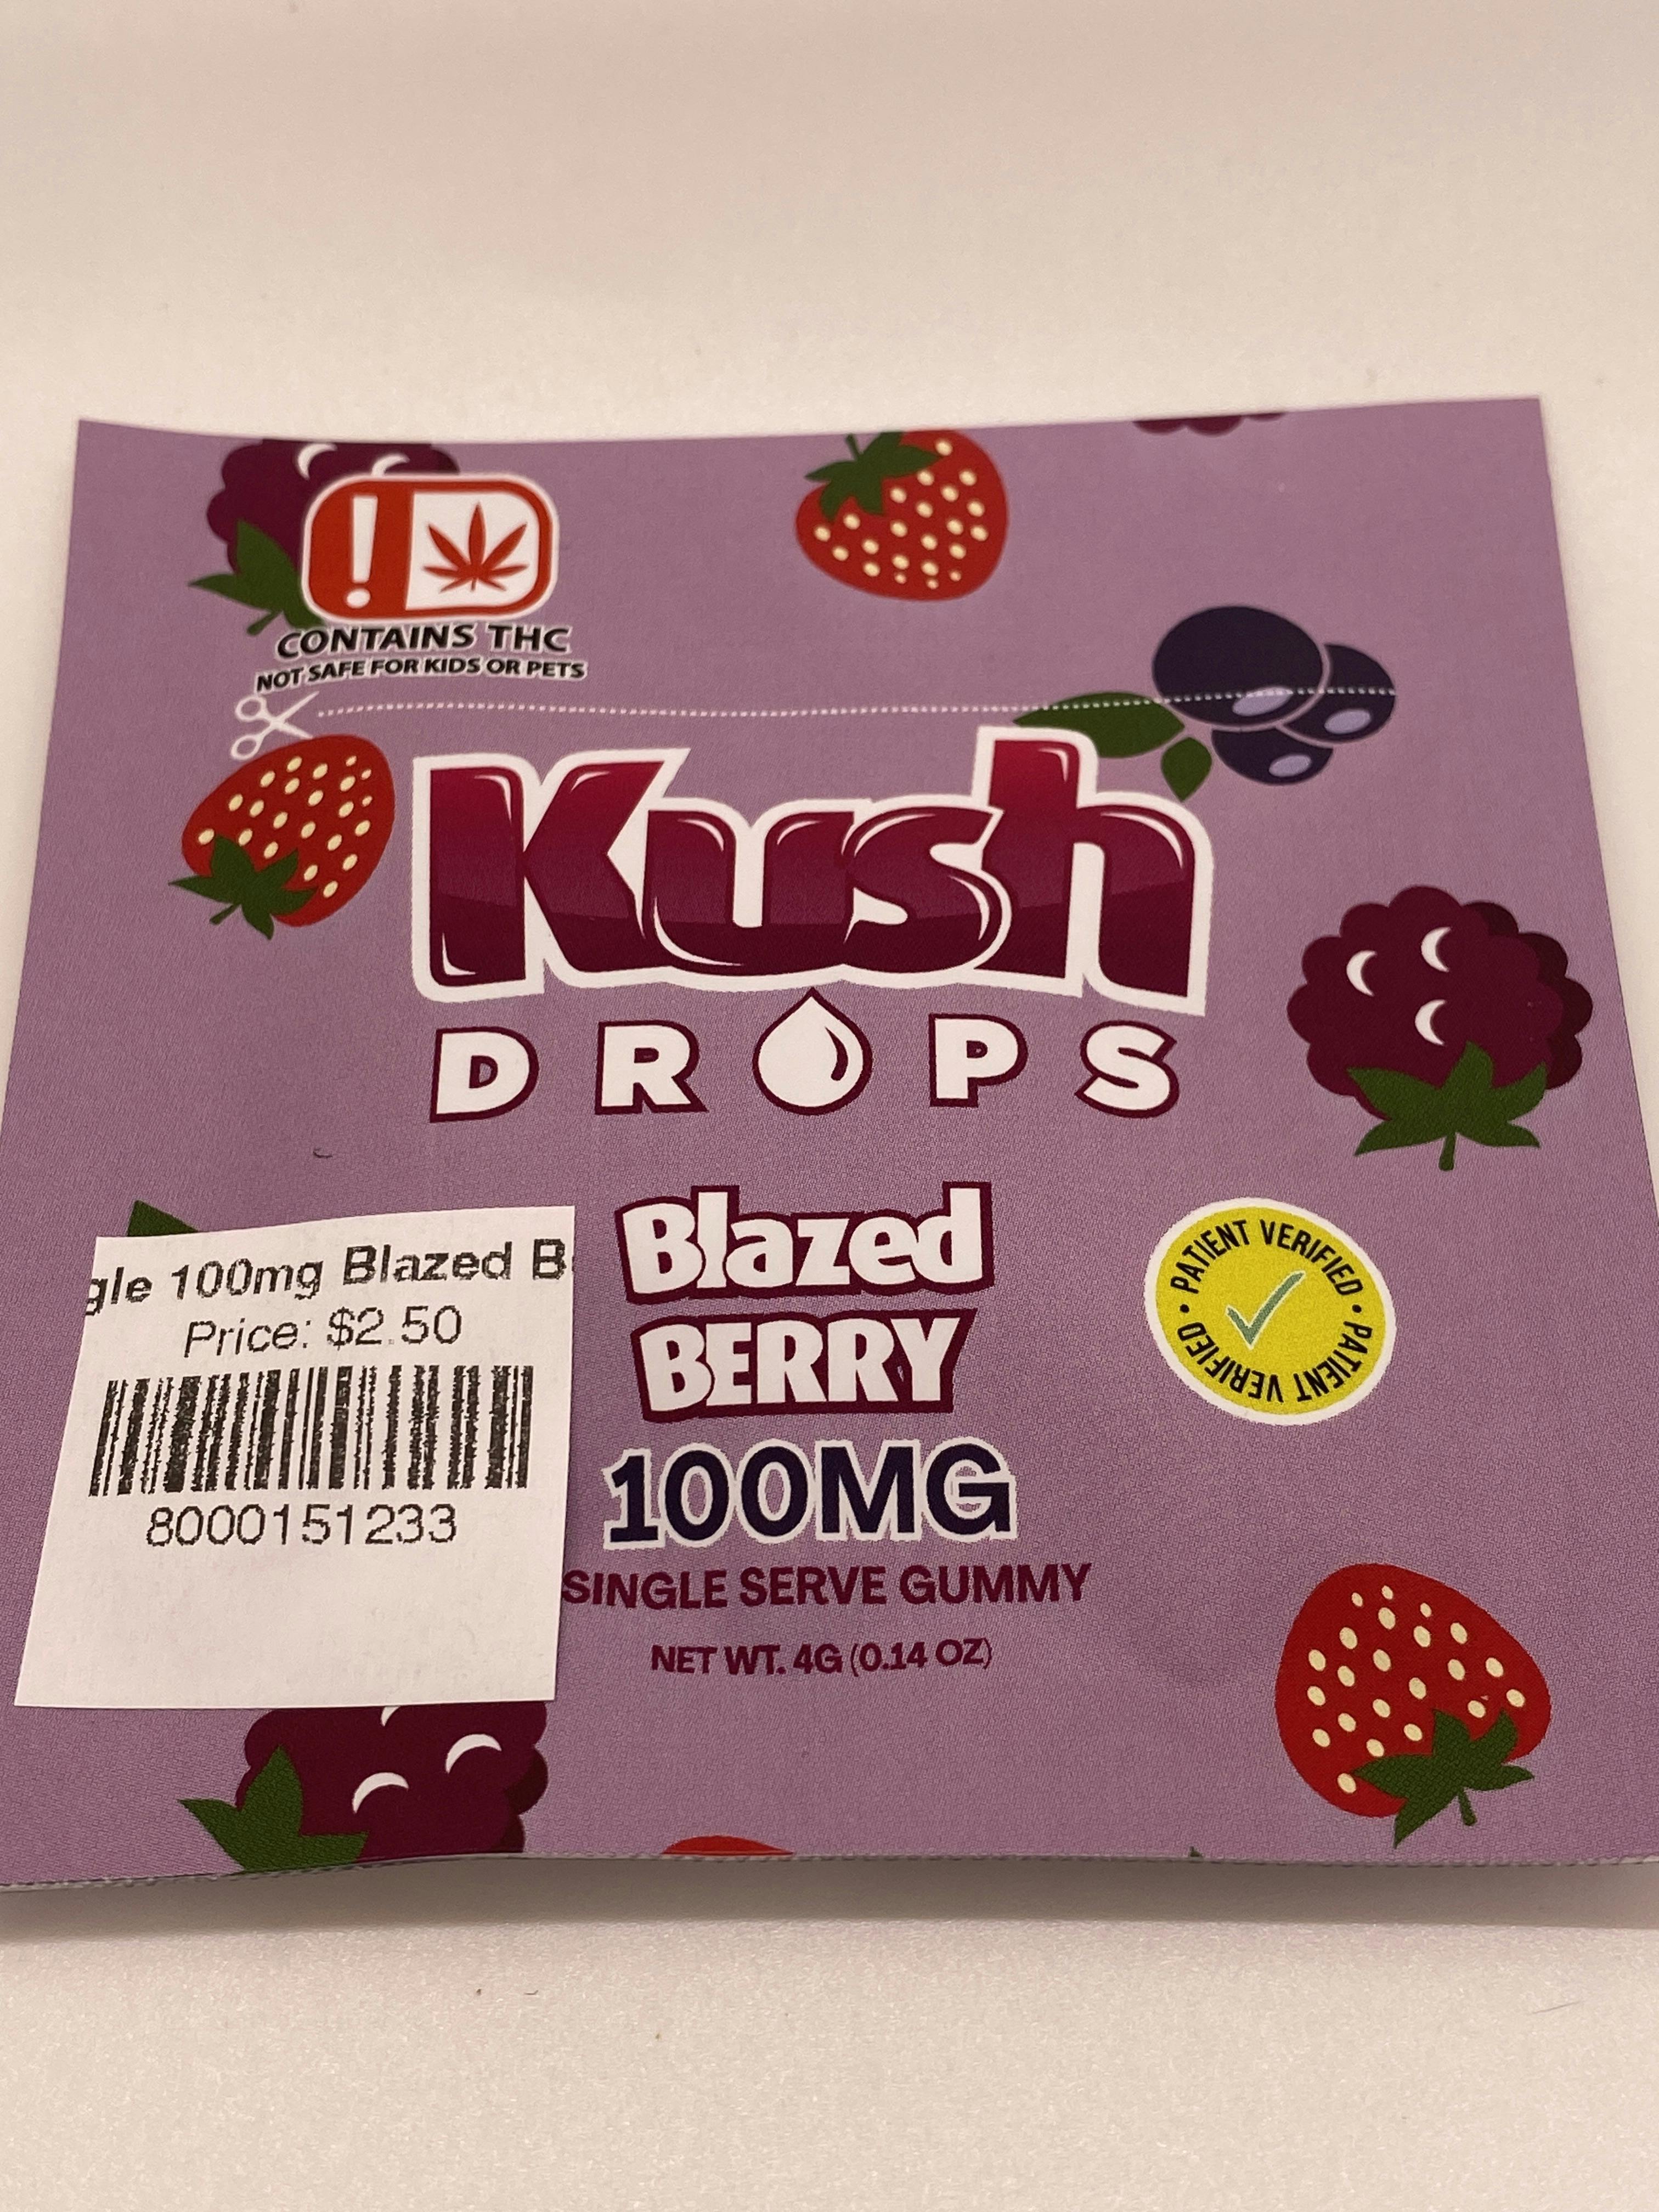 CONTAINS THC
NOT SAFE FOR KIDS OR PETS
Kush
DROPS
Blazed
BERRY
100MG
SINGLE SERVE GUMMY
NET WT. 4G (0.14 OZ)
• PATIENT VERIFIED • PATIENT VERIFIED
gle 100mg Blazed B
Price: $2.50
8000151233